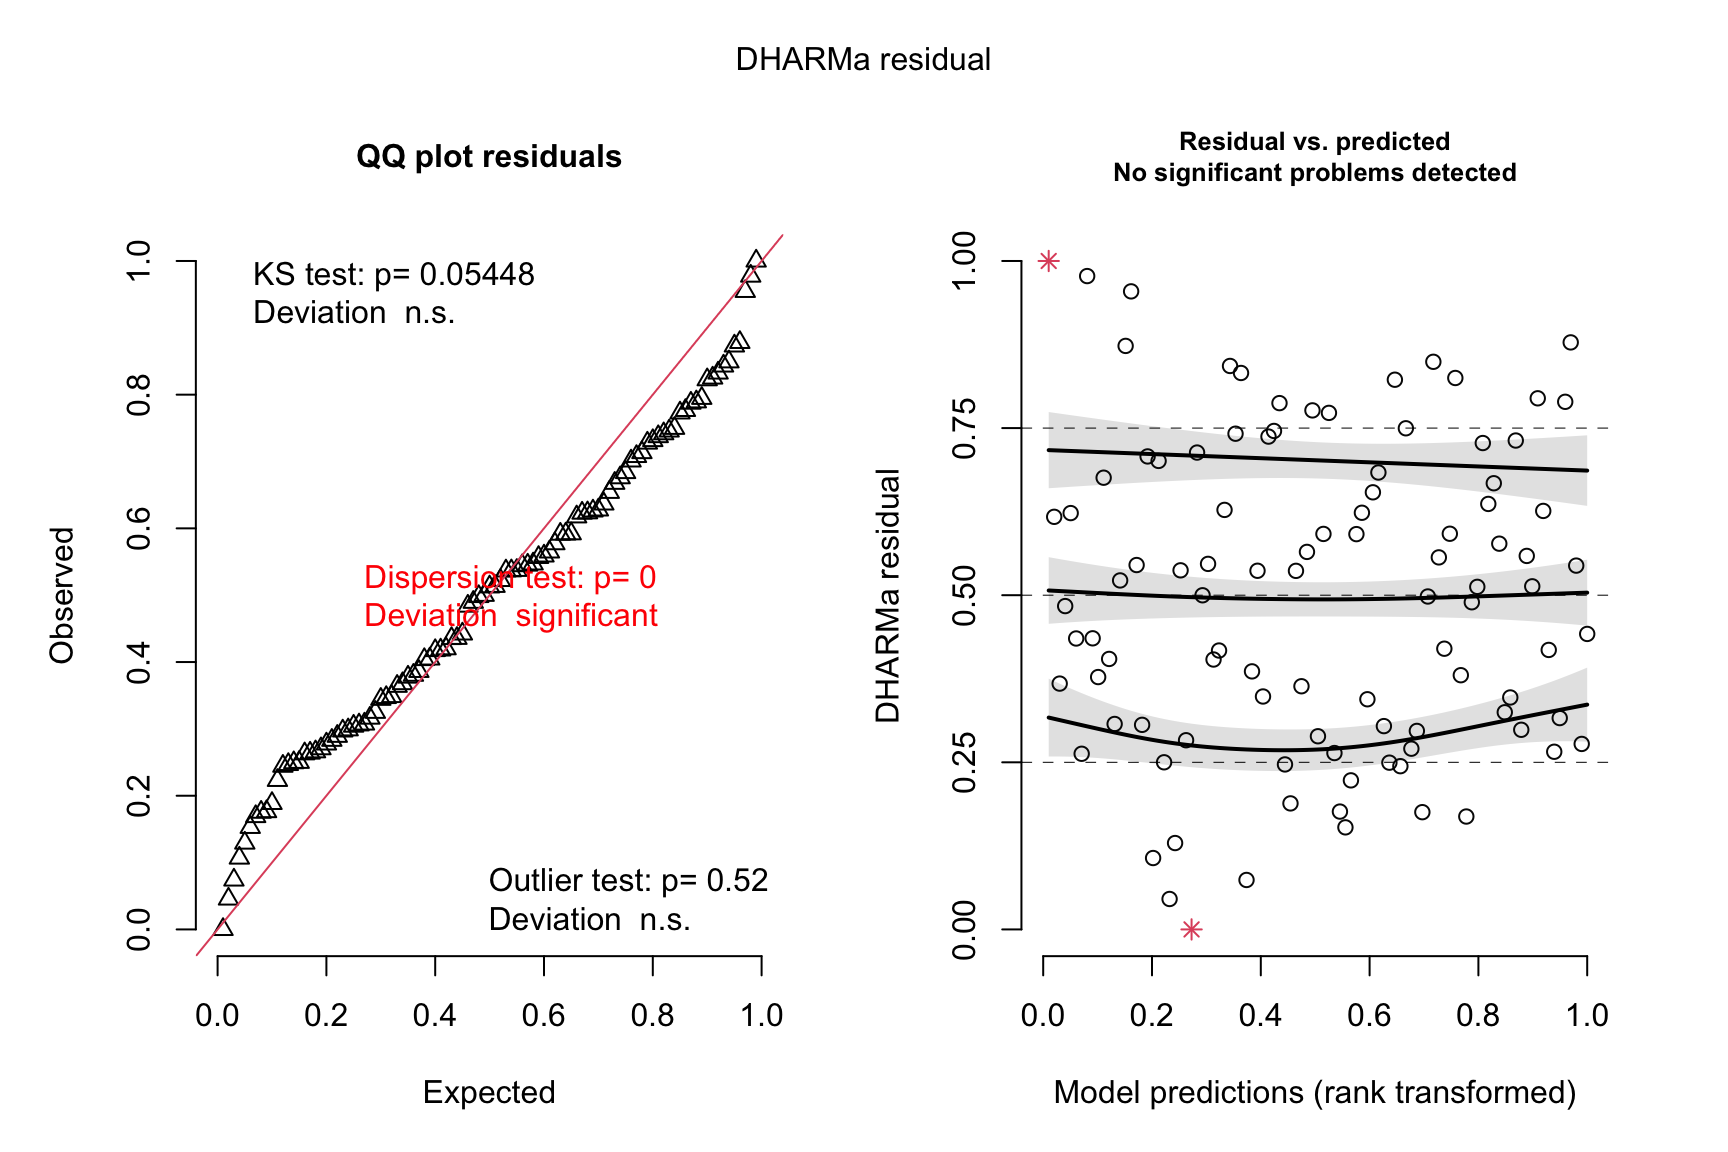 DHARMa residual
QQ plot residuals
KS test: p= 0.05448
Deviation  n.s.
Dispersion test: p= 0
Deviation  significant
Outlier test: p= 0.52
Deviation  n.s.
Observed
0.0 0.2 0.4 0.6 0.8 1.0
0.0 0.2 0.4 0.6 0.8 1.0
Expected
Residual vs. predicted
No significant problems detected
DHARMa residual
0.00 0.25 0.50 0.75 1.00
0.0 0.2 0.4 0.6 0.8 1.0
Model predictions (rank transformed)